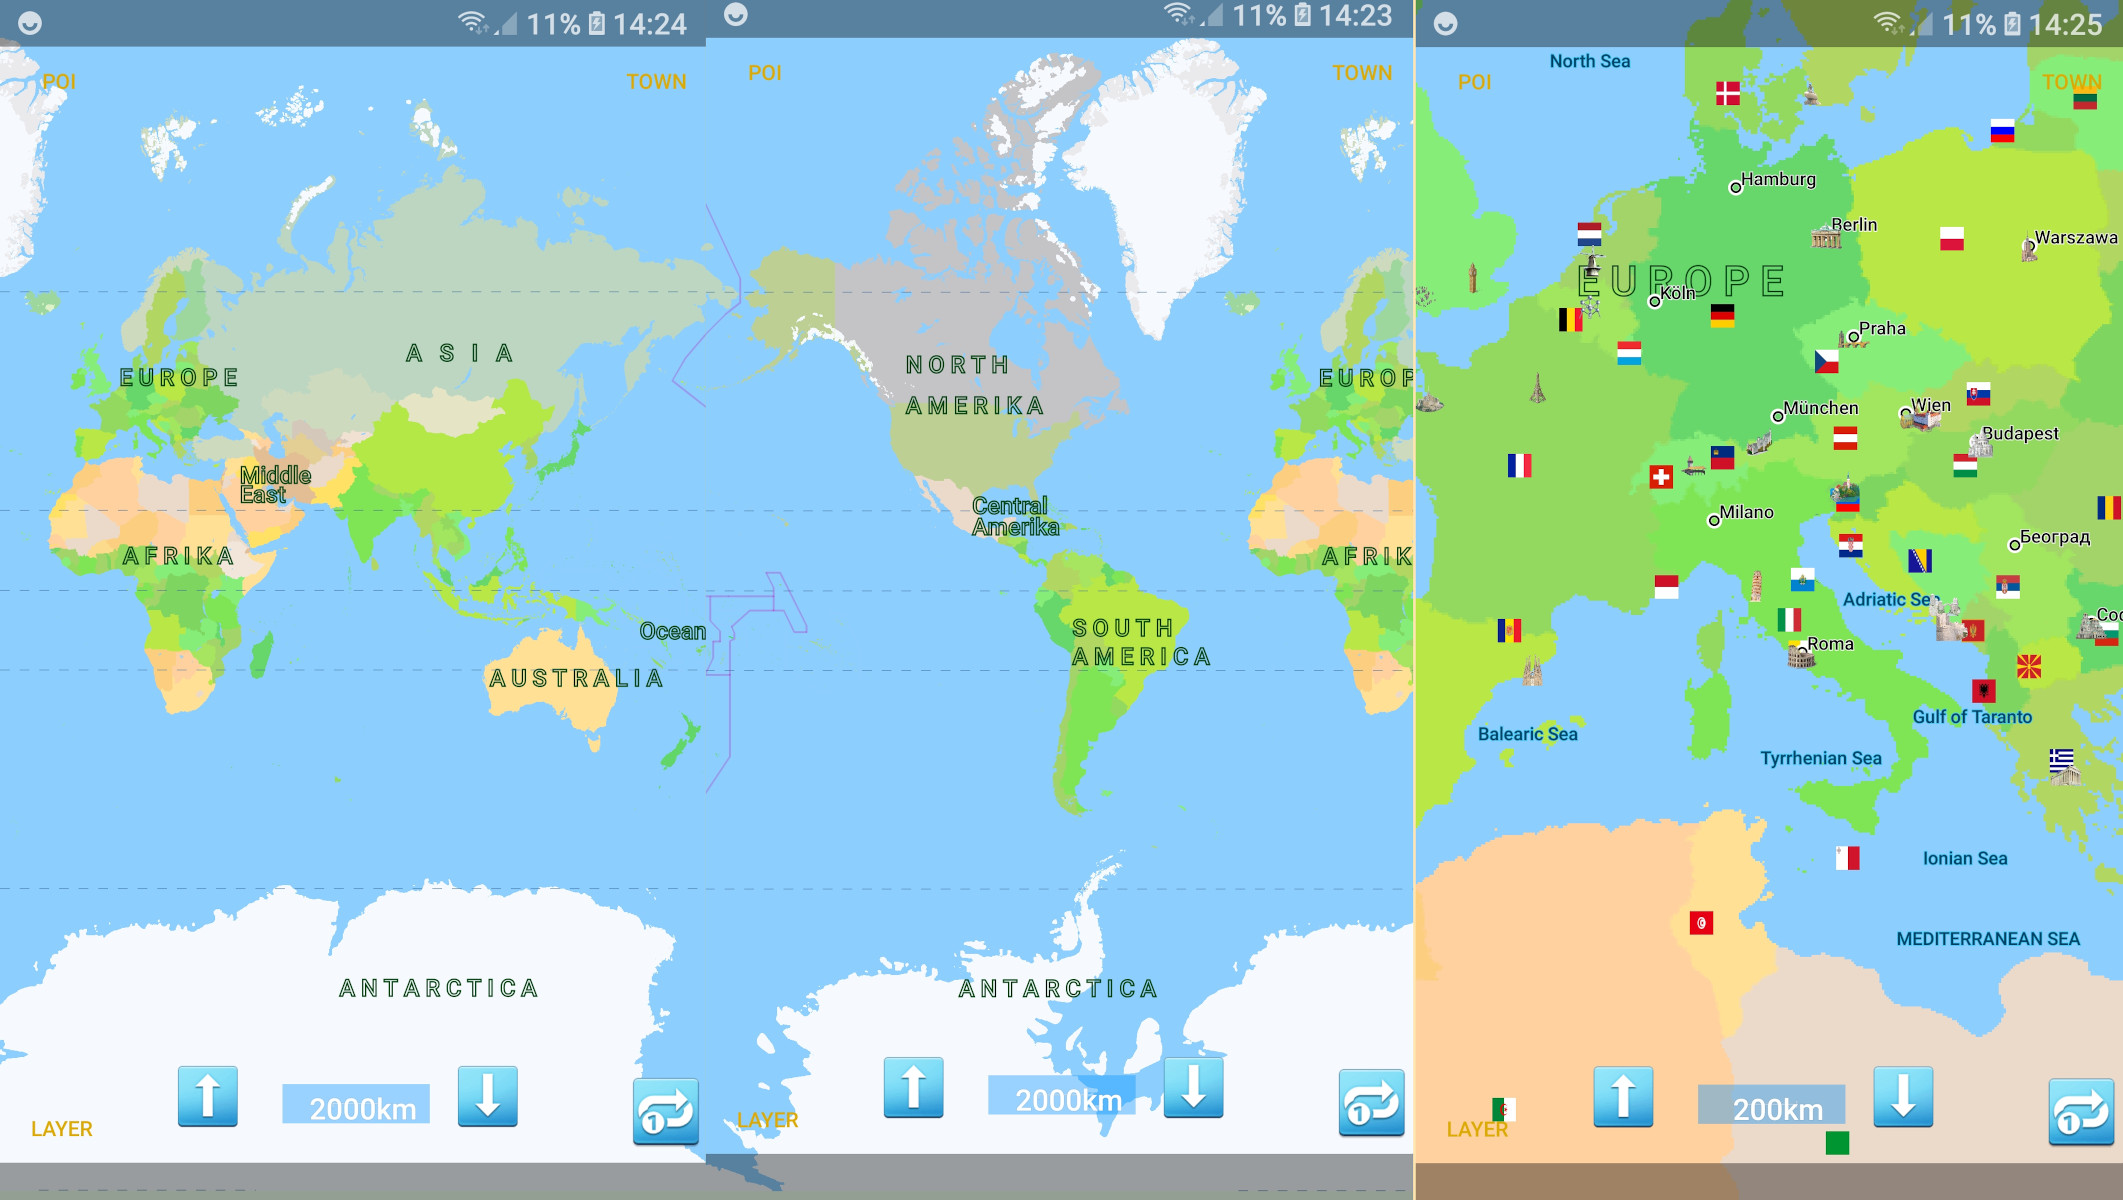 11% 14:24
POI
TOWN
ASIA
EUROPE
Middle
East
AFRIKA
Ocean
AUSTRALIA
ANTARCTICA
2000km
1
LAYER
11% 14:23
POI
TOWN
NORTH
AMERIKA
EUROP
Central
Amerika
AFRIK
SOUTH
AMERICA
ANTARCTICA
2000km
1
LAYER
11% 14:25
North Sea
POI
TOWN
Hamburg
Berlin
Warszawa
EUROPE
Köln
Praha
München
Wien
Budapest
Milano
Београд
Adriatic Se
Co
Roma
Gulf of Taranto
Balearic Sea
Tyrrhenian Sea
Ionian Sea
MEDITERRANEAN SEA
200km
1
LAYER